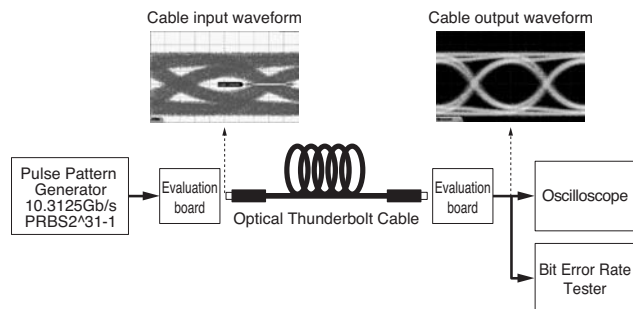 Cable input waveform
Cable output waveform
Pulse Pattern
Generator
10.3125Gb/s
PRBS2^31-1
Evaluation
board
Optical Thunderbolt Cable
Evaluation
board
Oscilloscope
Bit Error Rate
Tester